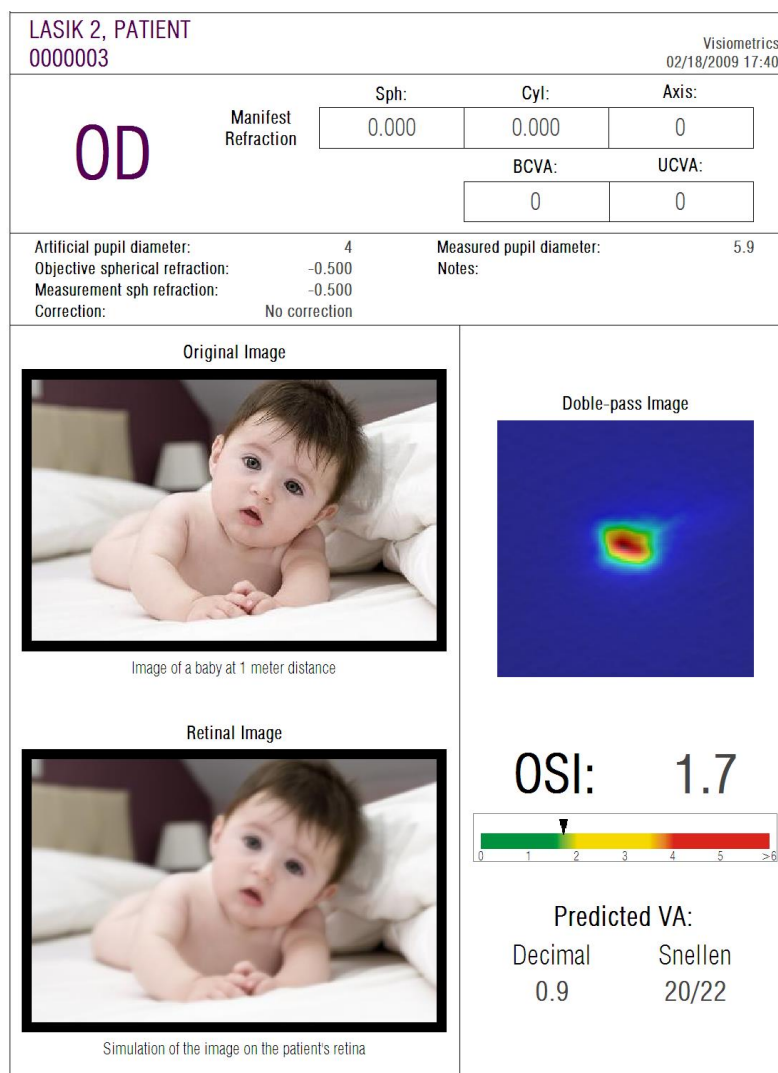 LASIK 2, PATIENT
0000003
Visiometrics
02/18/2009 17:40
OD
Manifest
Refraction
Sph: Cyl: Axis:
0.000 0.000 0
BCVA: UCVA:
0 0
Artificial pupil diameter: 4
Objective spherical refraction: -0.500
Measurement sph refraction: -0.500
Correction: No correction
Measured pupil diameter: 5.9
Notes:
Original Image
Image of a baby at 1 meter distance
Retinal Image
Simulation of the image on the patient's retina
Doble-pass Image
OSI: 1.7
0 1 2 3 4 5 >6
Predicted VA:
Decimal Snellen
0.9 20/22